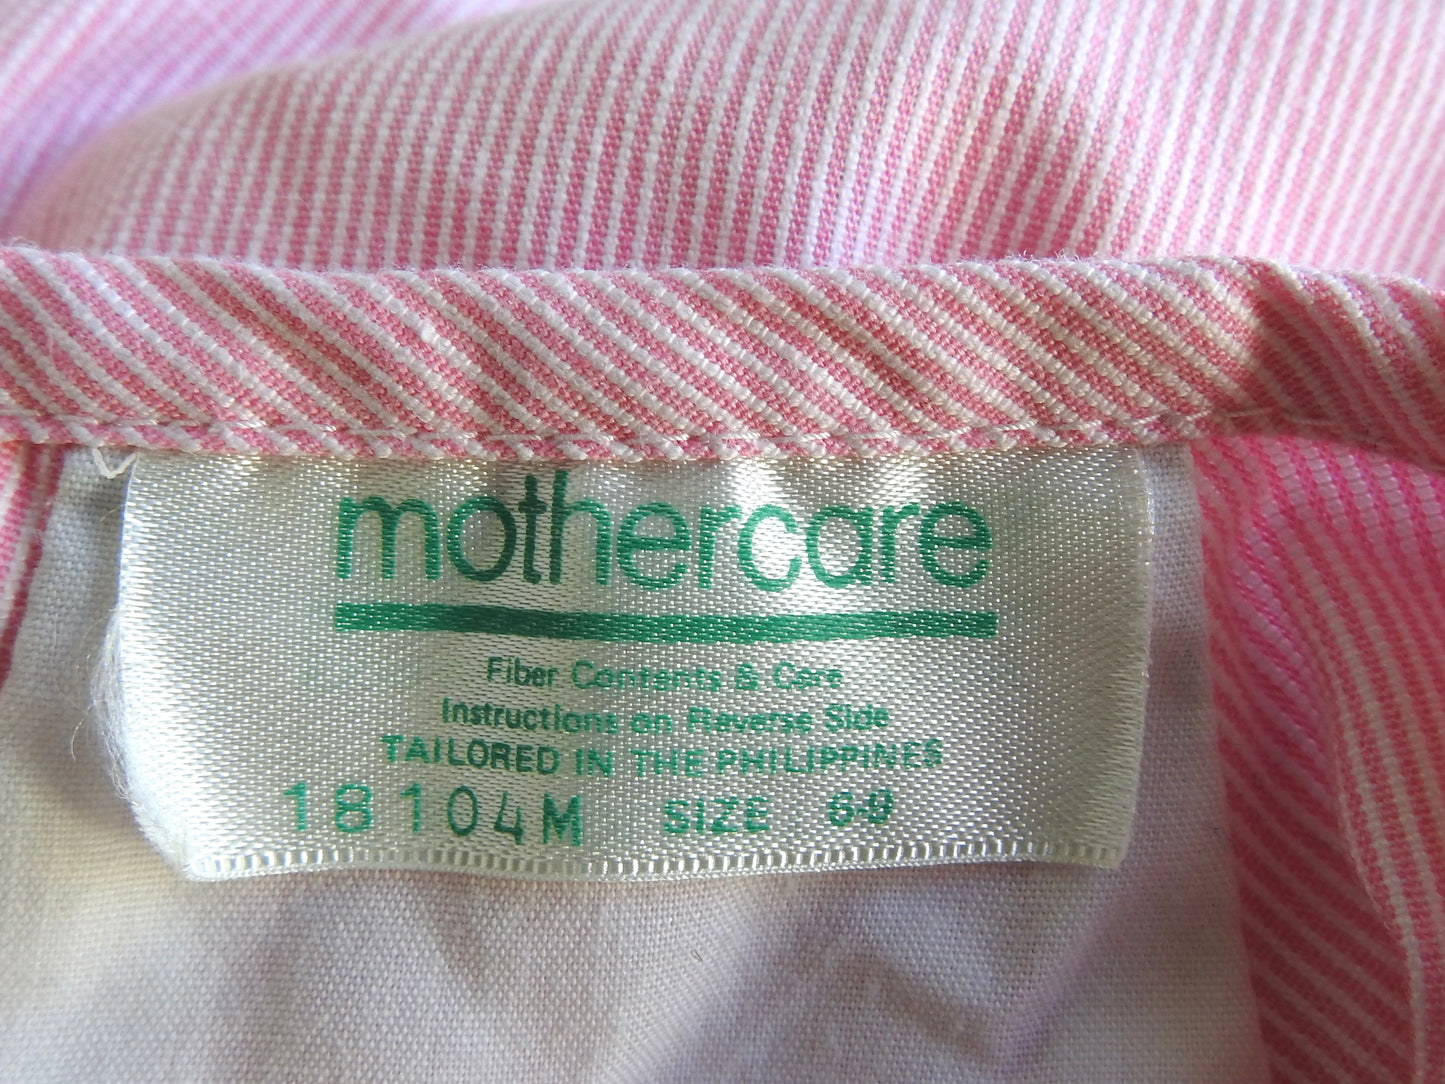 mothercare
Fiber Contents & Care
Instructions on Reverse Side
TAILORED IN THE PHILIPPINES
18104M SIZE 6-9